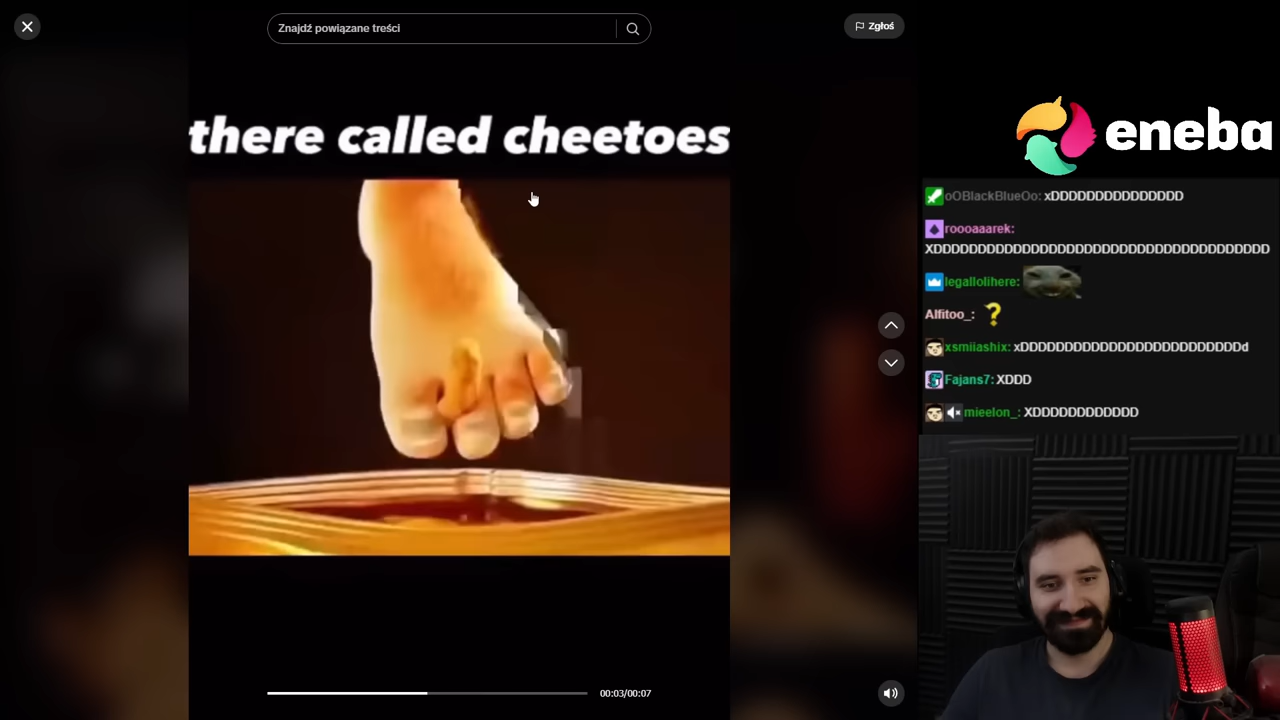 Znajdź powiązane treści
Zgłoś
there called cheetoes
00:03/00:07
eneba
oOBlackBlueOo: xDDDDDDDDDDDDDDD
roooaaarek:
XDDDDDDDDDDDDDDDDDDDDDDDDDDDDDDDDDDDDDD
legallolihere:
Alfitoo_: ?
xsmiiashix: xDDDDDDDDDDDDDDDDDDDDDDDDDd
Fajans7: XDDD
mieelon_: XDDDDDDDDDDDD